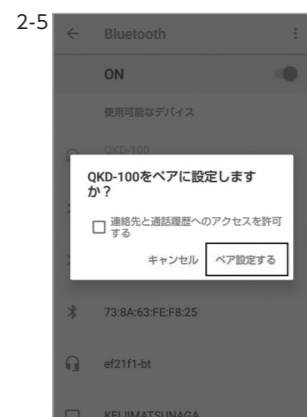 2-5
Bluetooth
ON
使用可能なデバイス
QKD-100
QKD-100をペアに設定します
か？
連絡先と通話履歴へのアクセスを許可
する
キャンセル ペア設定する
73:8A:63:FE:F8:25
ef21f1-bt
KEIJIMATSUNAGA